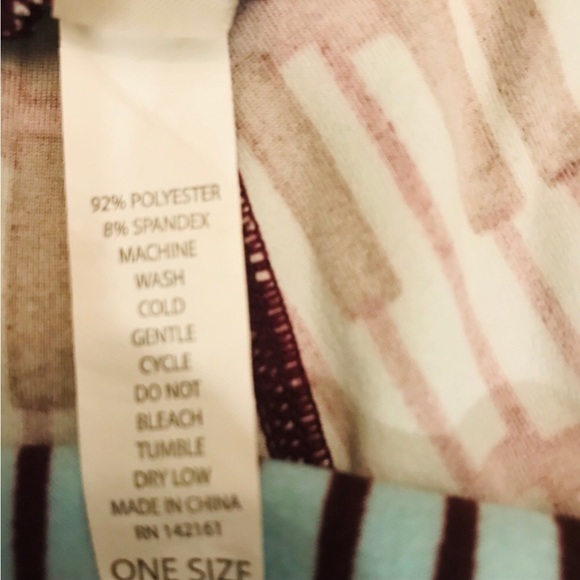 92% POLYESTER
8% SPANDEX
MACHINE
WASH
COLD
GENTLE
CYCLE
DO NOT
BLEACH
TUMBLE
DRY LOW
MADE IN CHINA
RN 142161
ONE SIZE